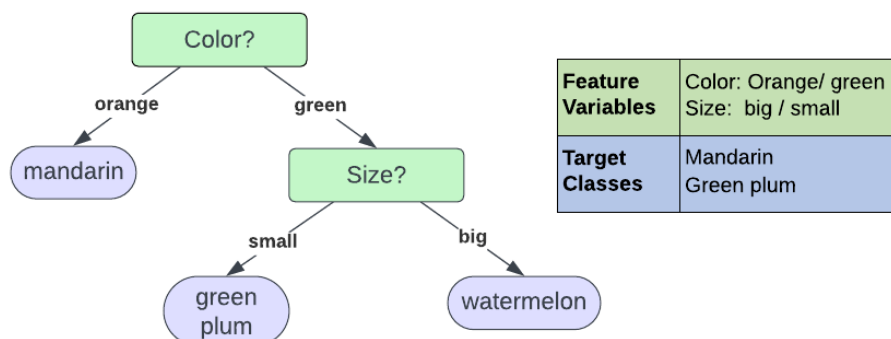 Color?
orange
green
mandarin
Size?
small
big
green
plum
watermelon
Feature
Variables
Color: Orange/ green
Size: big / small
Target
Classes
Mandarin
Green plum